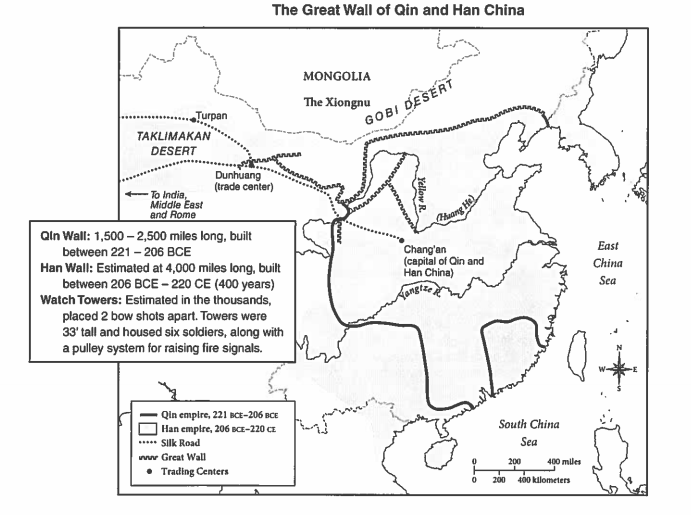 The Great Wall of Qin and Han China
MONGOLIA
The Xiongnu
GOBI DESERT
Turpan
TAKLIMAKAN
DESERT
Dunhuang
(trade center)
To India,
Middle East
and Rome
Yellow R.
(Huang He)
Chang'an
(capital of Qin and
Han China)
Yangtze R.
East
China
Sea
Qin Wall: 1,500 – 2,500 miles long, built
between 221 – 206 BCE
Han Wall: Estimated at 4,000 miles long, built
between 206 BCE – 220 CE (400 years)
Watch Towers: Estimated in the thousands,
placed 2 bow shots apart. Towers were
33' tall and housed six soldiers, along with
a pulley system for raising fire signals.
N
W E
S
Qin empire, 221 BCE–206 BCE
Han empire, 206 BCE–220 CE
Silk Road
Great Wall
Trading Centers
South China
Sea
0 200 400 miles
0 200 400 kilometers